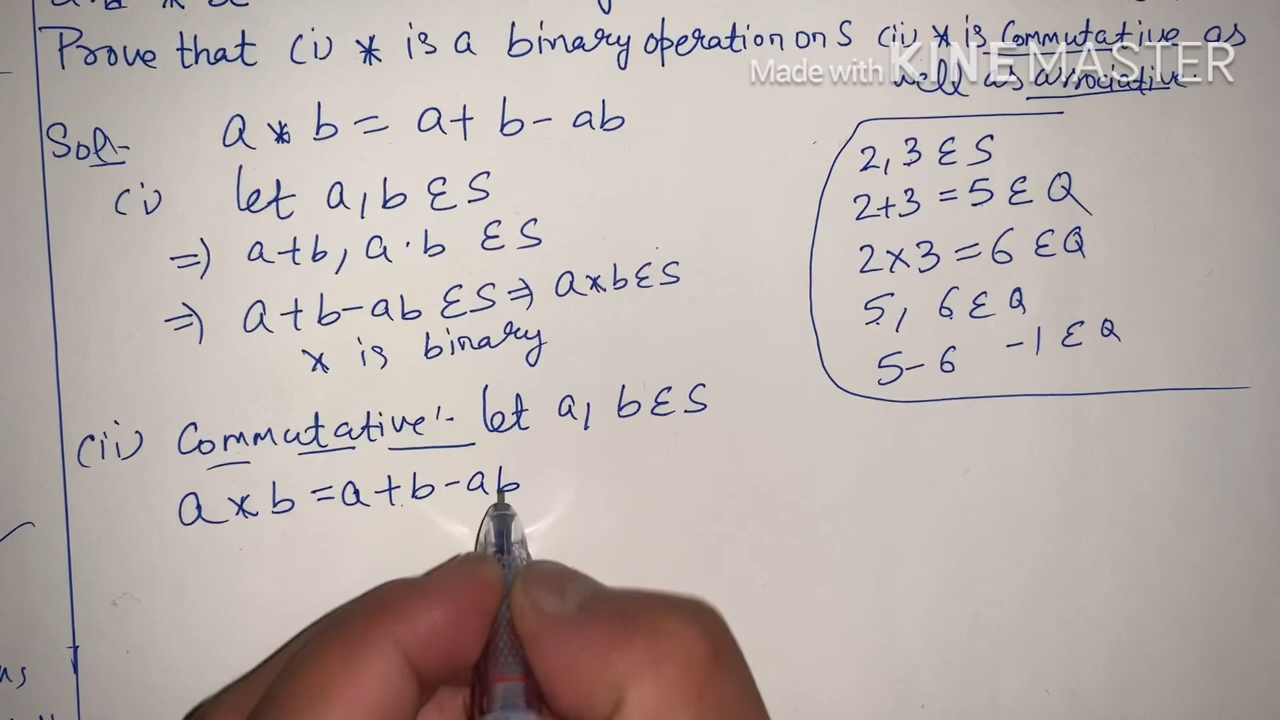 Prove that (i) * is a binary operation on S (ii) * is Commutative as
well as associative.
Made with KINEMASTER
Sol- a * b = a + b - ab
(i) let a, b ∈ S
⇒) a+b, a·b ∈ S
⇒) a+b-ab ∈ S ⇒ a*b ∈ S
* is binary
(ii) Commutative:- let a, b ∈ S
a * b = a + b - ab
2, 3 ∈ S
2+3 = 5 ∈ Q
2×3 = 6 ∈ Q
5, 6 ∈ Q
5-6 -1 ∈ Q